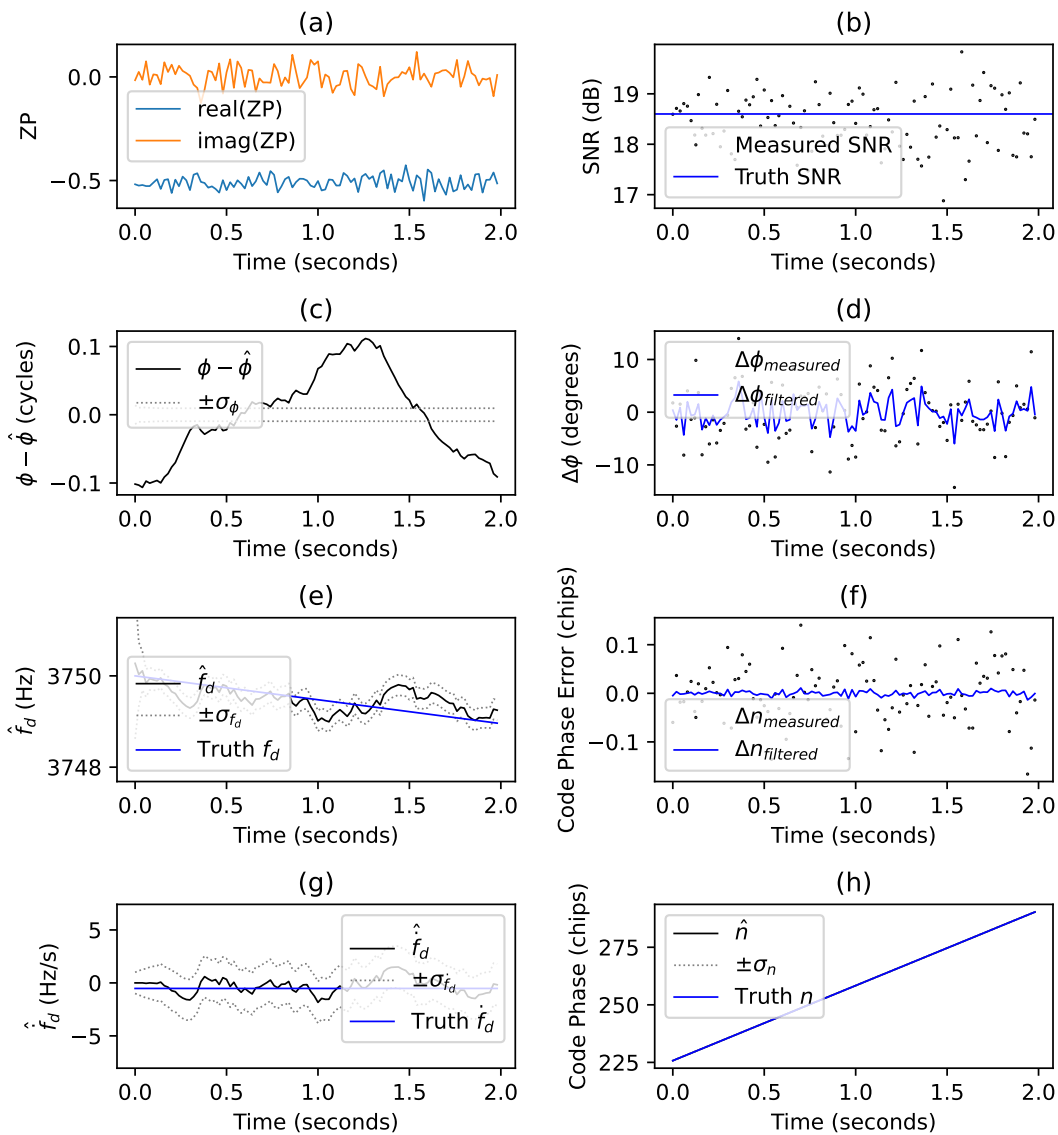 (a)
ZP
0.0
−0.5
real(ZP)
imag(ZP)
0.0 0.5 1.0 1.5 2.0
Time (seconds)
(b)
SNR (dB)
19
18
17
Measured SNR
Truth SNR
0.0 0.5 1.0 1.5 2.0
Time (seconds)
(c)
ϕ − ϕ̂ (cycles)
0.1
0.0
−0.1
ϕ − ϕ̂
±σ_ϕ
0.0 0.5 1.0 1.5 2.0
Time (seconds)
(d)
Δϕ (degrees)
10
0
−10
Δϕ_measured
Δϕ_filtered
0.0 0.5 1.0 1.5 2.0
Time (seconds)
(e)
f̂_d (Hz)
3750
3748
f̂_d
±σ_{f_d}
Truth f_d
0.0 0.5 1.0 1.5 2.0
Time (seconds)
(f)
Code Phase Error (chips)
0.1
0.0
−0.1
Δn_measured
Δn_filtered
0.0 0.5 1.0 1.5 2.0
Time (seconds)
(g)
ḟ̂_d (Hz/s)
5
0
−5
ḟ̂_d
±σ_{ḟ_d}
Truth ḟ_d
0.0 0.5 1.0 1.5 2.0
Time (seconds)
(h)
Code Phase (chips)
275
250
225
n̂
±σ_n
Truth n
0.0 0.5 1.0 1.5 2.0
Time (seconds)